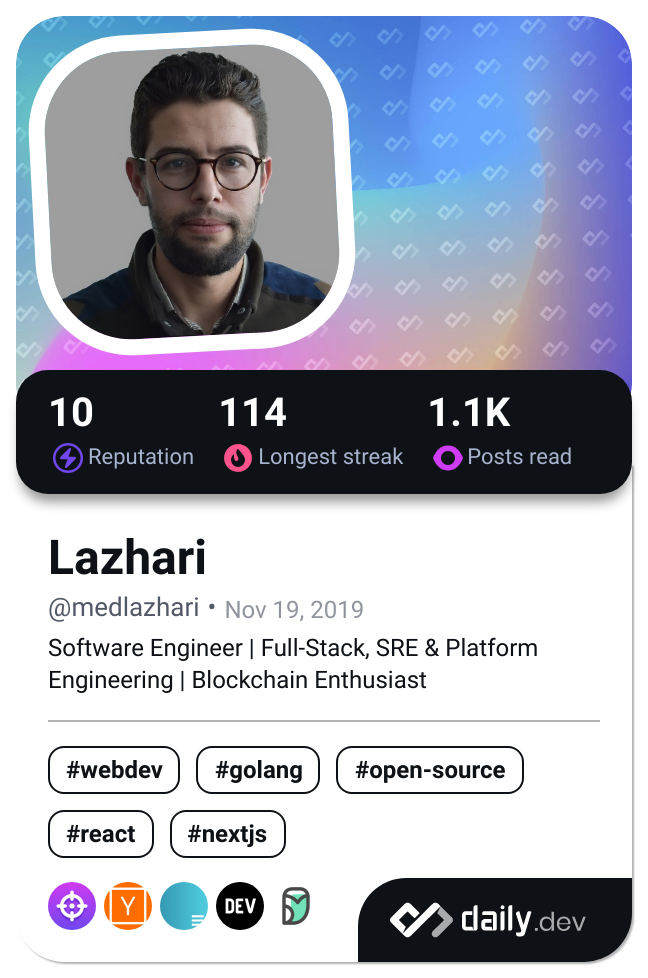 10 114 1.1K
Reputation Longest streak Posts read
Lazhari
@medlazhari • Nov 19, 2019
Software Engineer | Full-Stack, SRE & Platform
Engineering | Blockchain Enthusiast
#webdev #golang #open-source
#react #nextjs
Y DEV
daily.dev